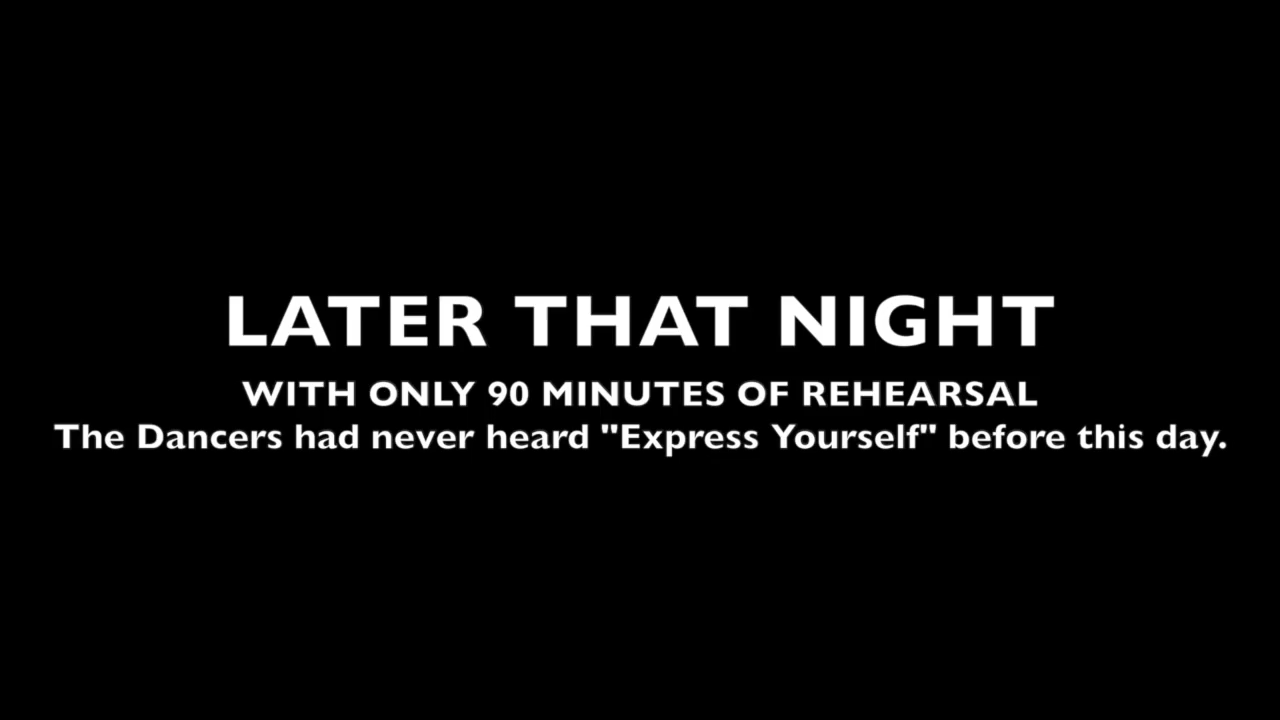 LATER THAT NIGHT
WITH ONLY 90 MINUTES OF REHEARSAL
The Dancers had never heard "Express Yourself" before this day.